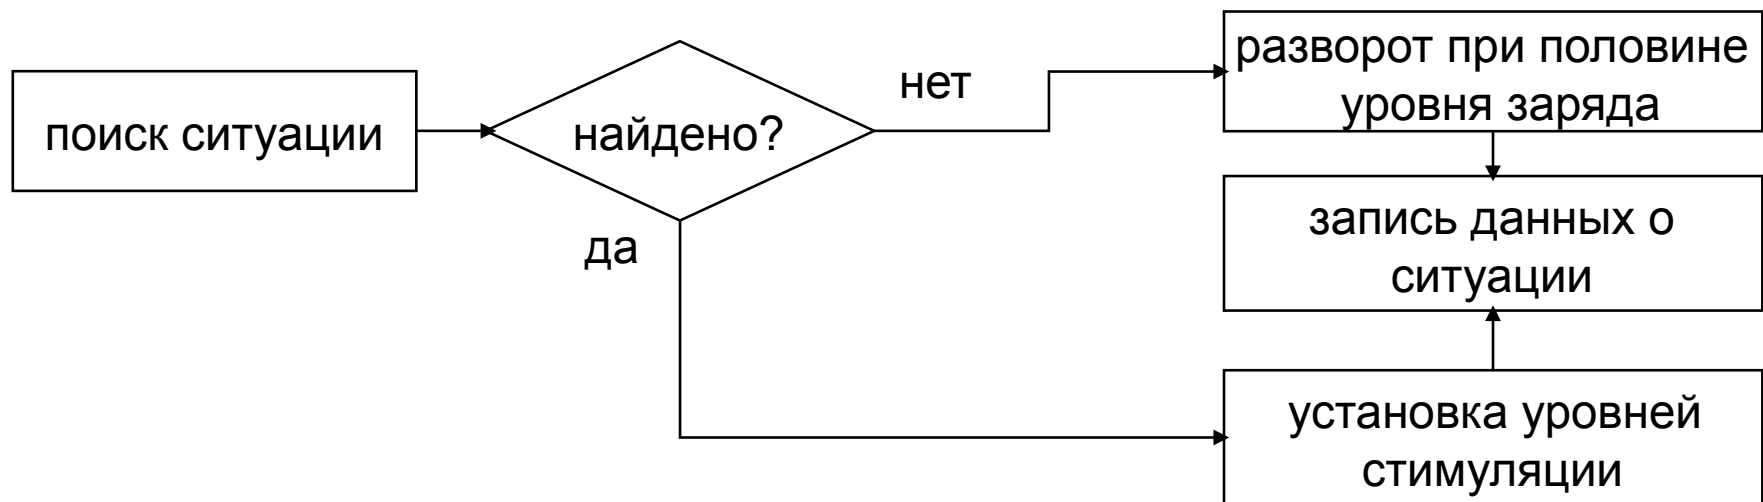 поиск ситуации
найдено?
нет
да
разворот при половине
уровня заряда
запись данных о
ситуации
установка уровней
стимуляции